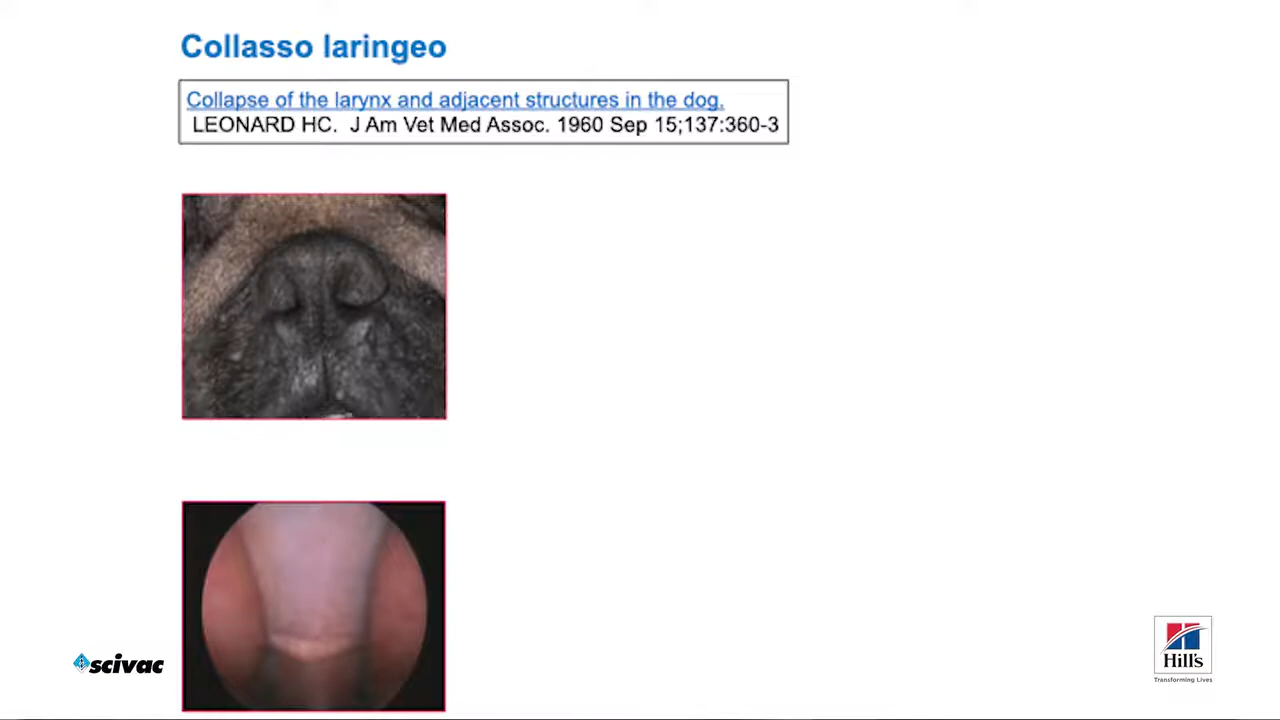 Collasso laringeo
Collapse of the larynx and adjacent structures in the dog.
LEONARD HC. J Am Vet Med Assoc. 1960 Sep 15;137:360-3
scivac
Hill's
Transforming Lives